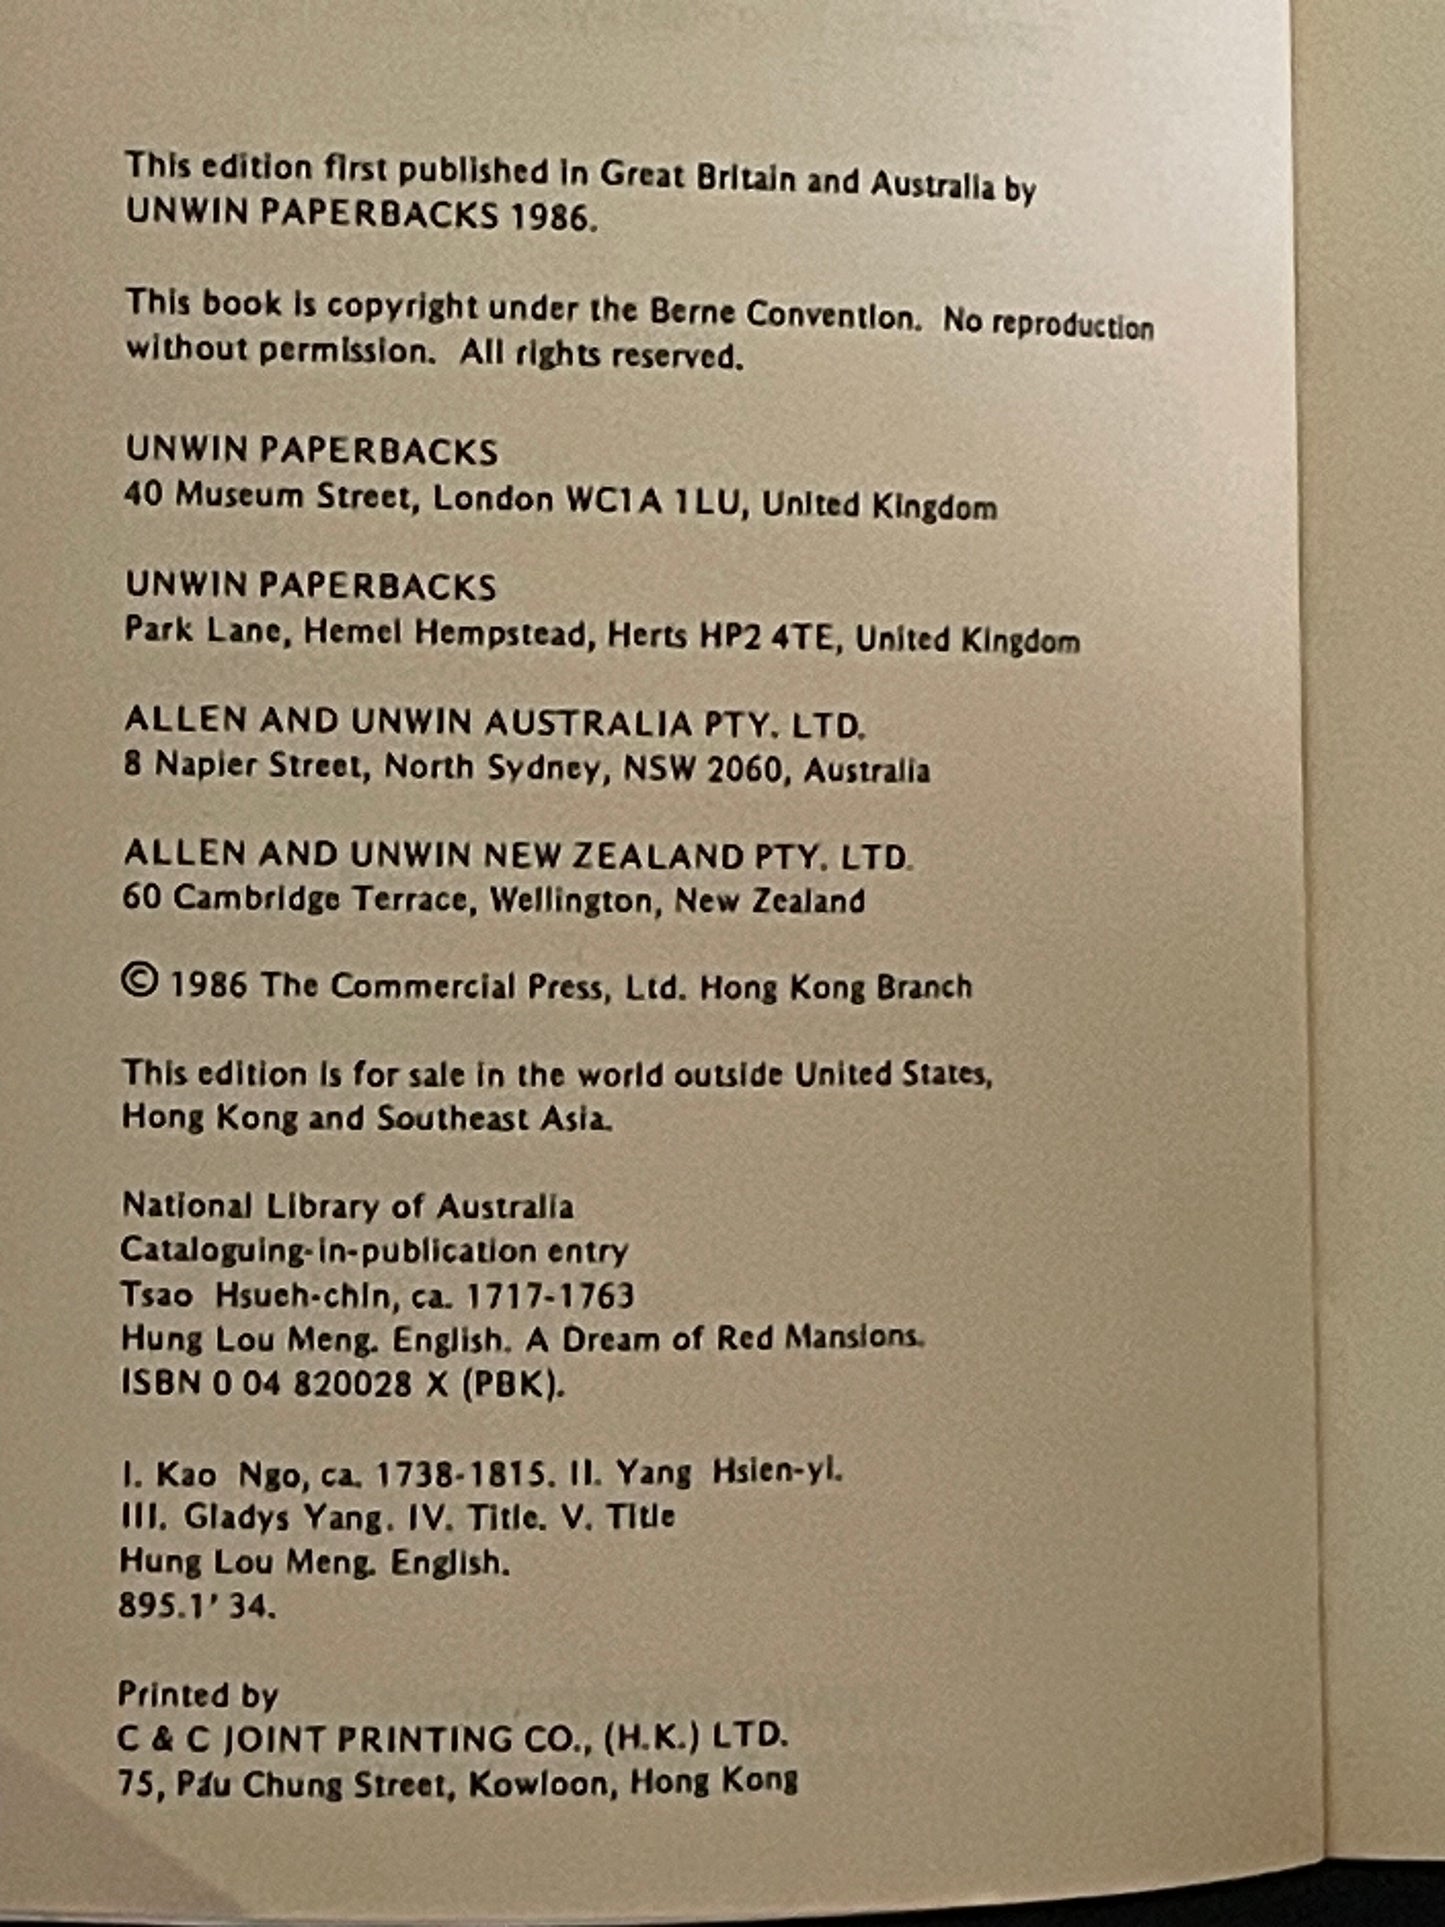 This edition first published in Great Britain and Australia by
UNWIN PAPERBACKS 1986.
This book is copyright under the Berne Convention. No reproduction
without permission. All rights reserved.
UNWIN PAPERBACKS
40 Museum Street, London WC1A 1LU, United Kingdom
UNWIN PAPERBACKS
Park Lane, Hemel Hempstead, Herts HP2 4TE, United Kingdom
ALLEN AND UNWIN AUSTRALIA PTY. LTD.
8 Napier Street, North Sydney, NSW 2060, Australia
ALLEN AND UNWIN NEW ZEALAND PTY. LTD.
60 Cambridge Terrace, Wellington, New Zealand
© 1986 The Commercial Press, Ltd. Hong Kong Branch
This edition is for sale in the world outside United States,
Hong Kong and Southeast Asia.
National Library of Australia
Cataloguing-in-publication entry
Tsao Hsueh-chin, ca. 1717-1763
Hung Lou Meng. English. A Dream of Red Mansions.
ISBN 0 04 820028 X (PBK).
I. Kao Ngo, ca. 1738-1815. II. Yang Hsien-yi.
III. Gladys Yang. IV. Title. V. Title
Hung Lou Meng. English.
895.1' 34.
Printed by
C & C JOINT PRINTING CO., (H.K.) LTD.
75, Pau Chung Street, Kowloon, Hong Kong